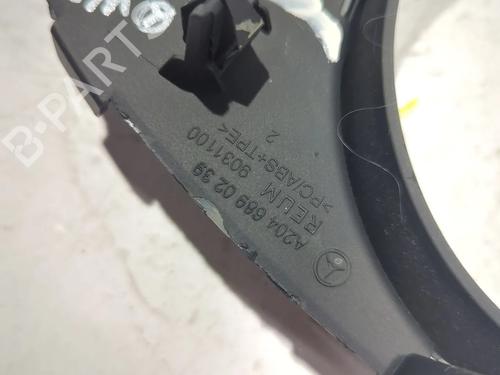 B-PARTS
A204 689 02 39
REUM 9031100
>PC/ABS+TPE<
2